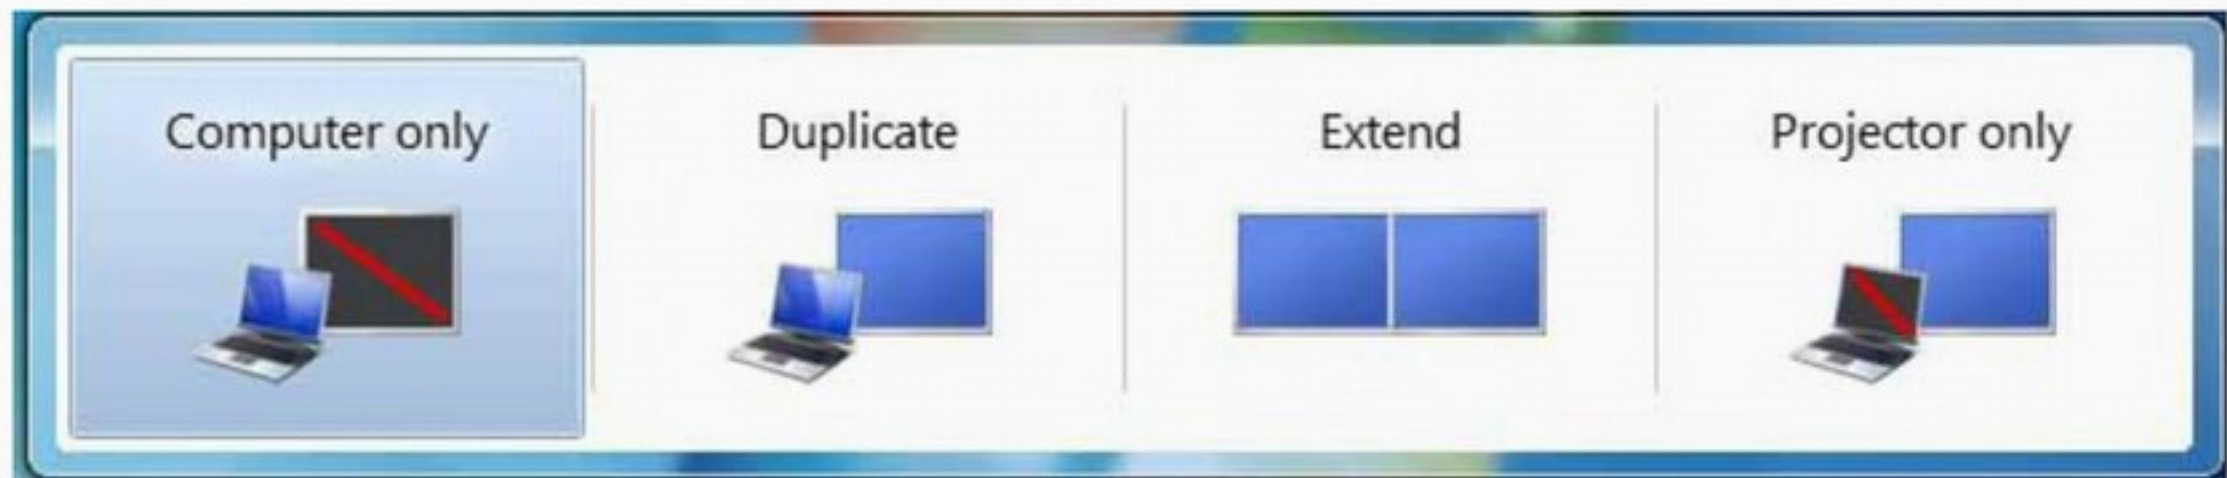 Computer only
Duplicate
Extend
Projector only